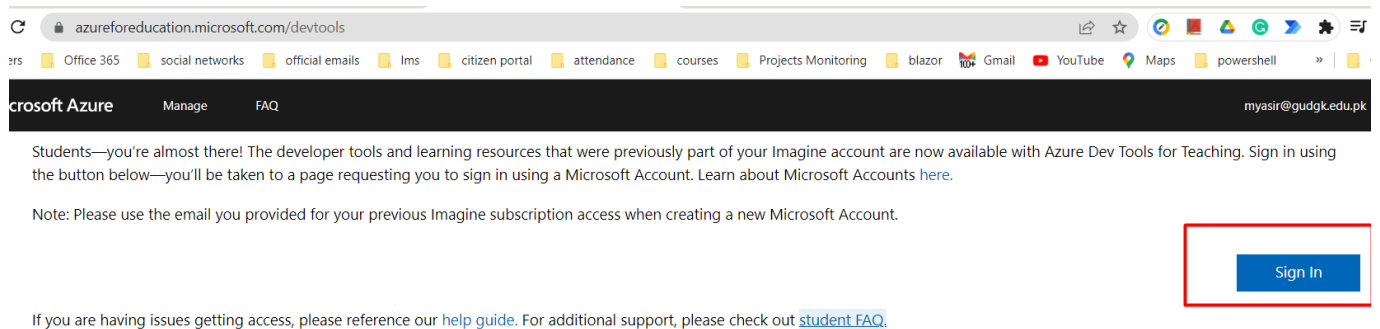 azureforeducation.microsoft.com/devtools
ers Office 365 social networks official emails lms citizen portal attendance courses Projects Monitoring blazor 100+ Gmail YouTube Maps powershell »
crosoft Azure Manage FAQ myasir@gudgk.edu.pk
Students—you're almost there! The developer tools and learning resources that were previously part of your Imagine account are now available with Azure Dev Tools for Teaching. Sign in using
the button below—you'll be taken to a page requesting you to sign in using a Microsoft Account. Learn about Microsoft Accounts here.
Note: Please use the email you provided for your previous Imagine subscription access when creating a new Microsoft Account.
Sign In
If you are having issues getting access, please reference our help guide. For additional support, please check out student FAQ.